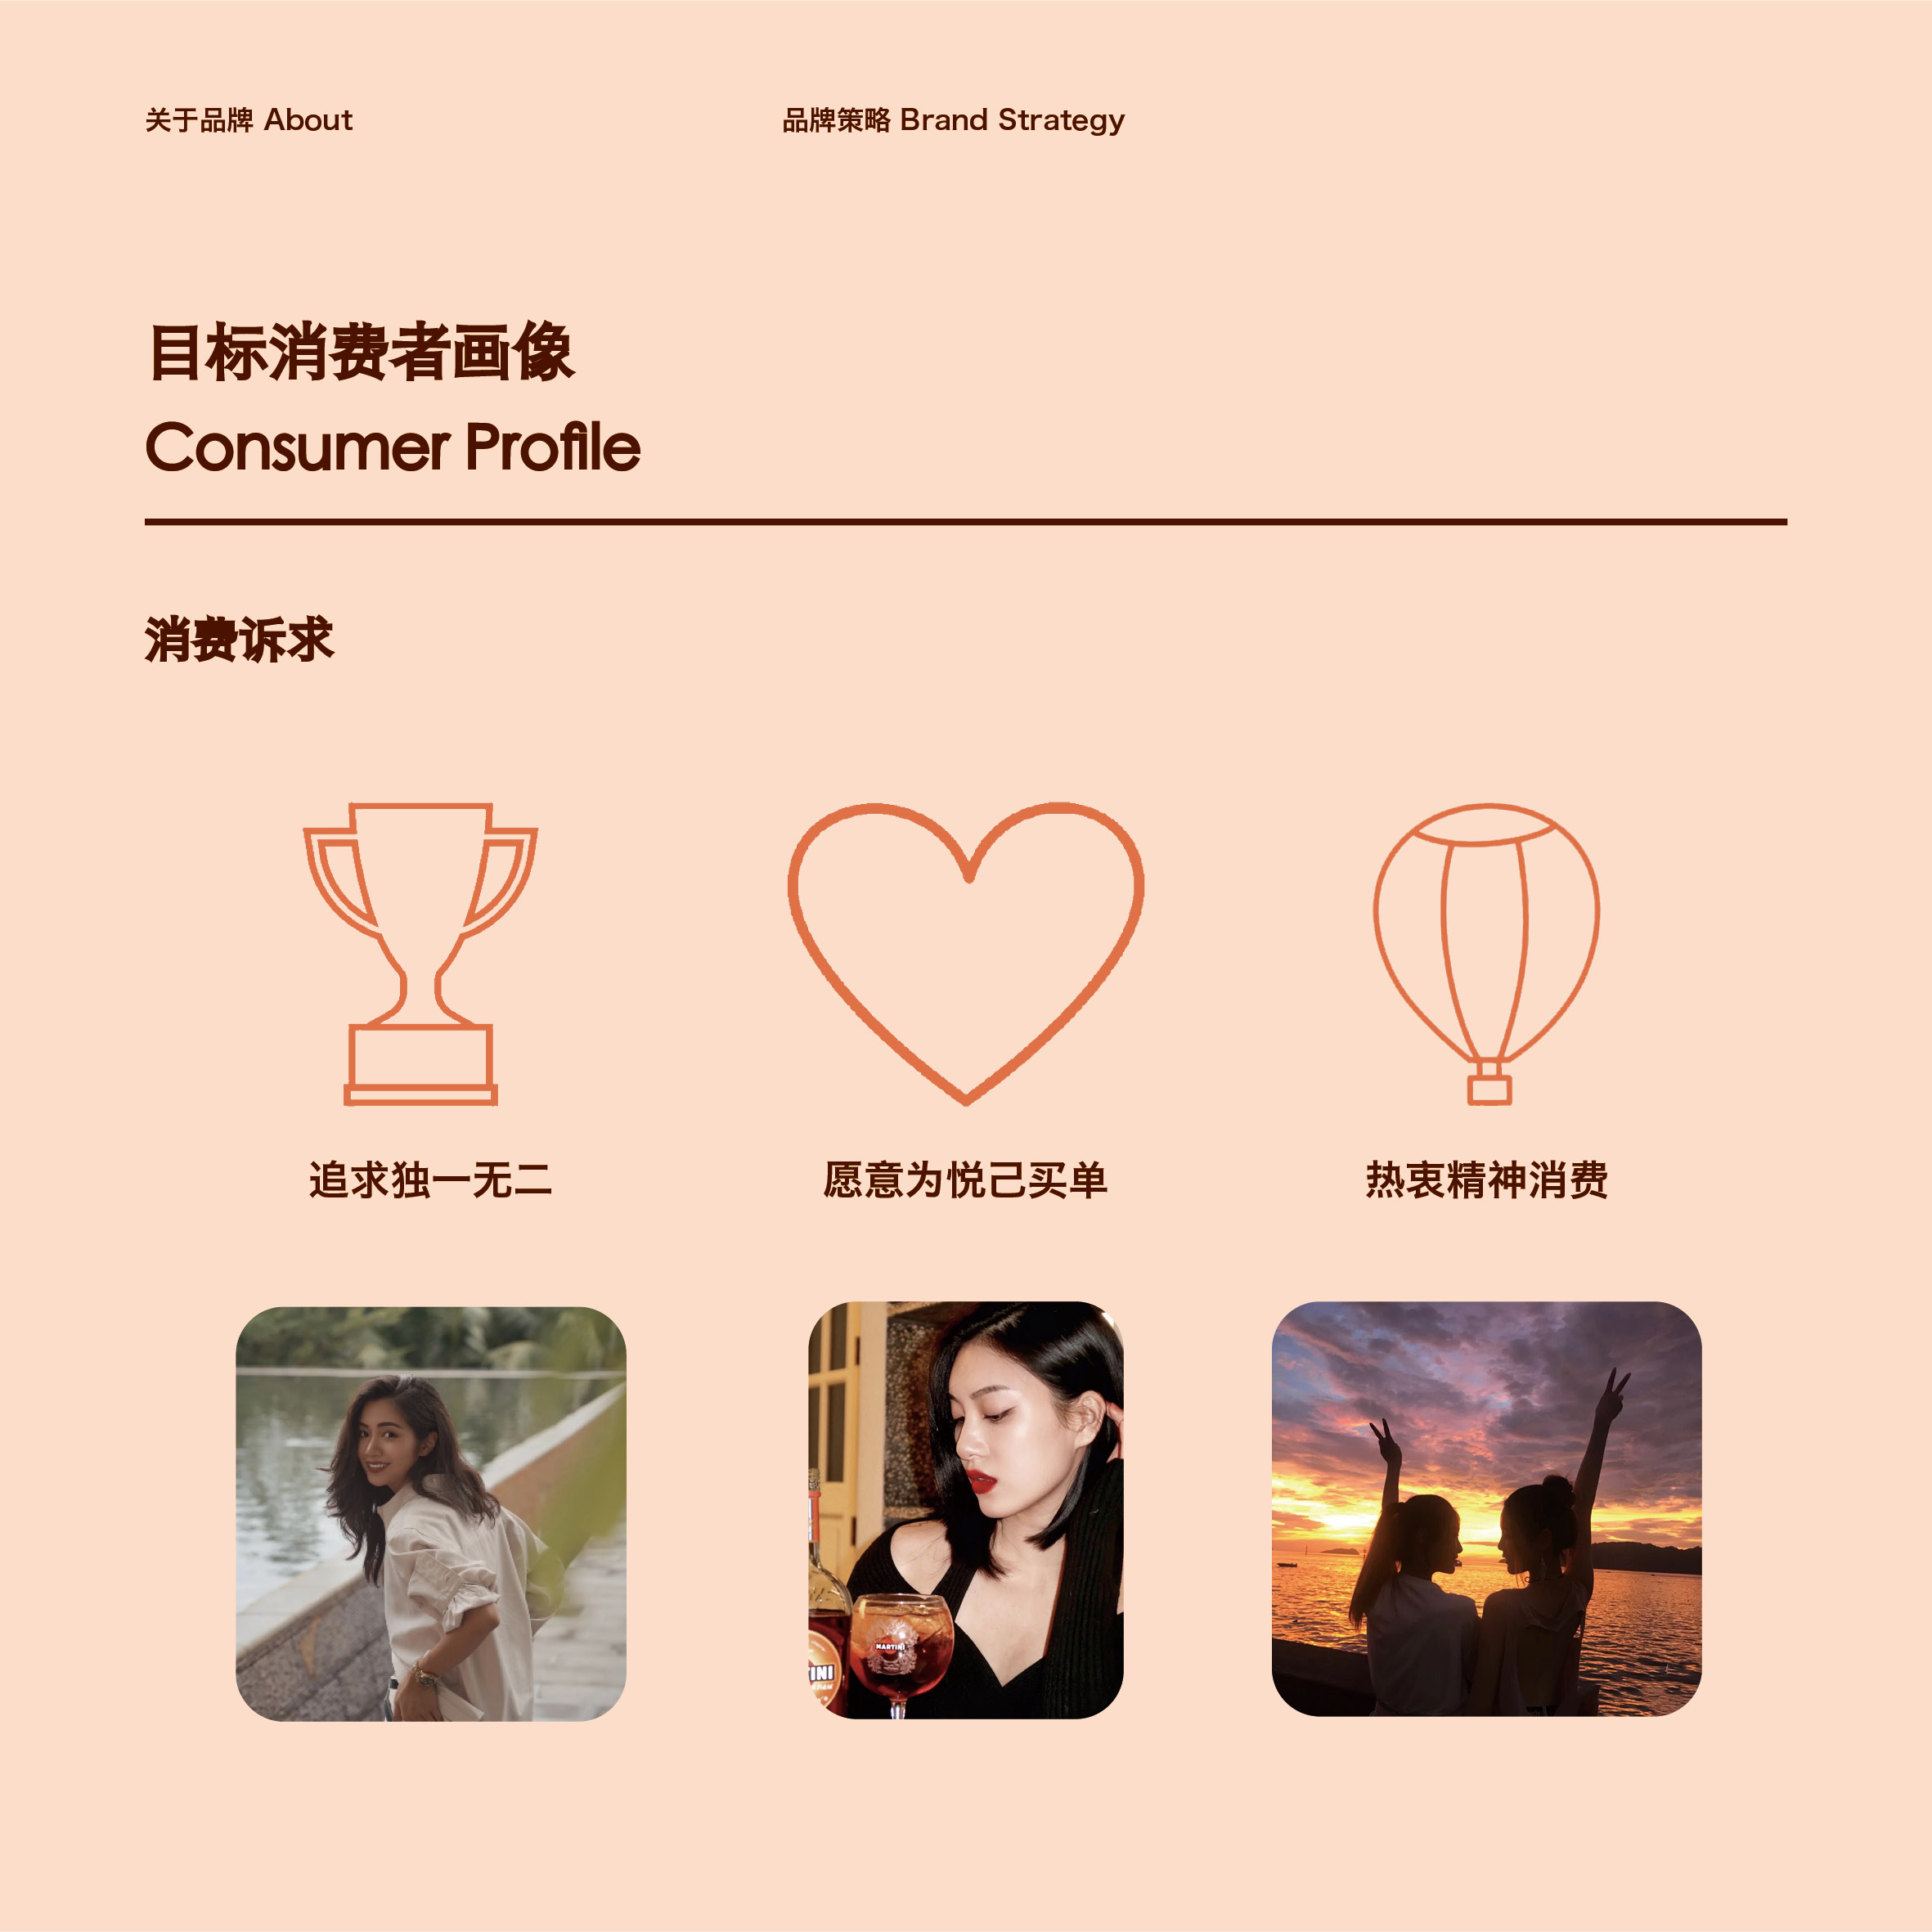 关于品牌 About
品牌策略 Brand Strategy
目标消费者画像
Consumer Profile
消费诉求
追求独一无二
愿意为悦己买单
热衷精神消费
MARTINI
INI